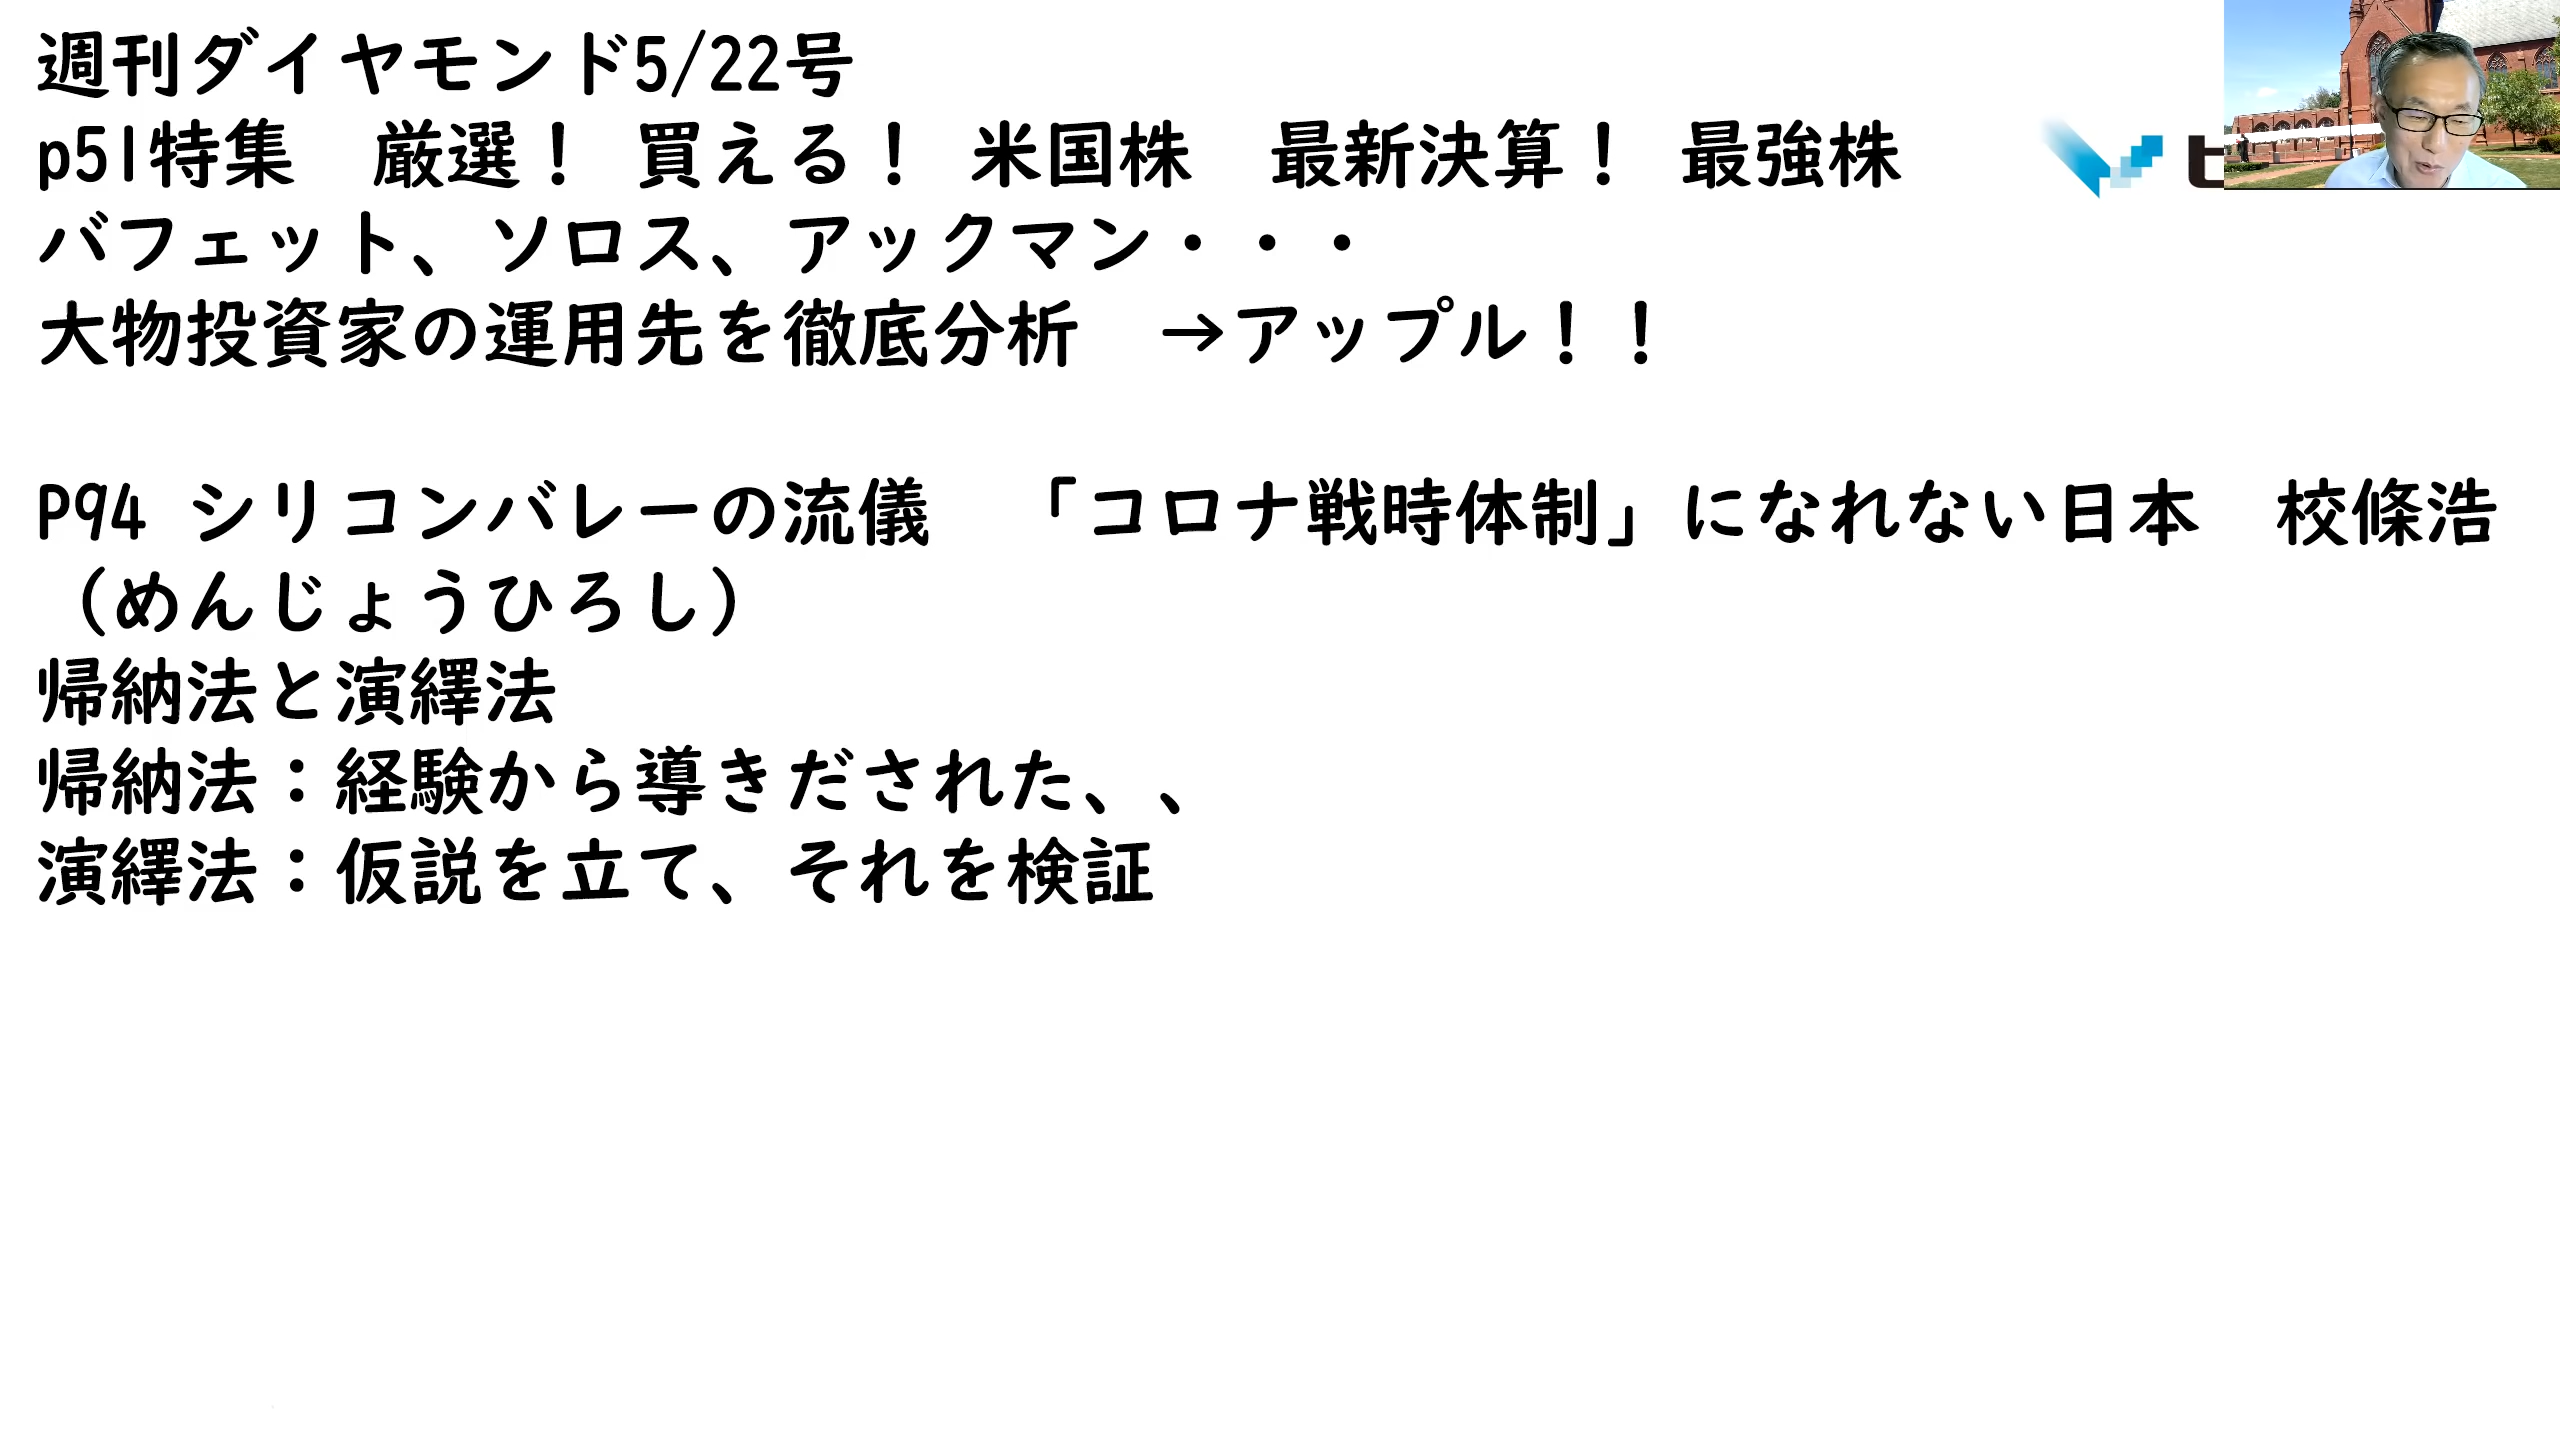 週刊ダイヤモンド5/22号
p51特集　厳選！ 買える！ 米国株　最新決算！ 最強株
バフェット、ソロス、アックマン・・・
大物投資家の運用先を徹底分析　→アップル！！
P94 シリコンバレーの流儀　「コロナ戦時体制」になれない日本　校條浩
（めんじょうひろし）
帰納法と演繹法
帰納法：経験から導きだされた、、
演繹法：仮説を立て、それを検証